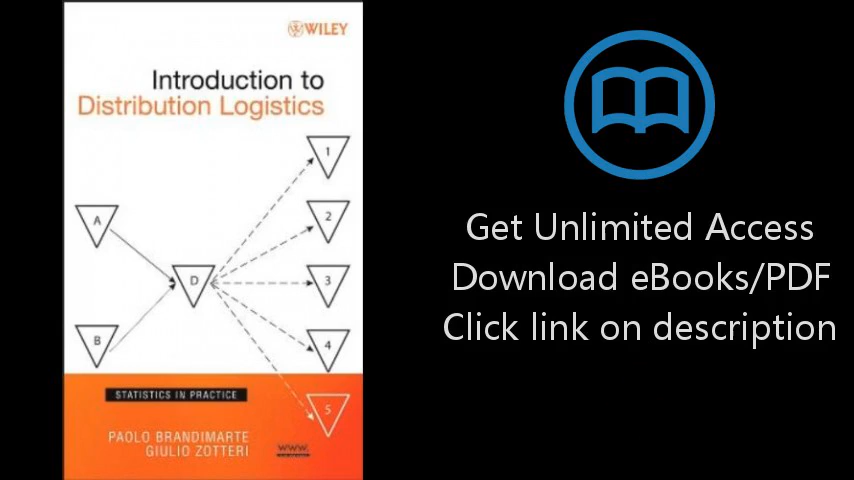 WILEY
Introduction to
Distribution Logistics
1
A
2
D
3
B
4
5
STATISTICS IN PRACTICE
PAOLO BRANDIMARTE
GIULIO ZOTTERI
WWW.
Get Unlimited Access
Download eBooks/PDF
Click link on description